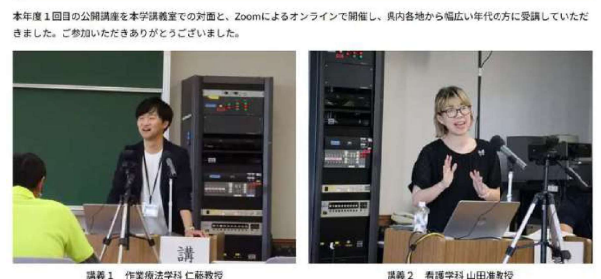 本年度１回目の公開講座を本学講義室での対面と、Zoomによるオンラインで開催し、県内各地から幅広い年代の方に受講していただ
きました。ご参加いただきありがとうございました。
講
講義１　作業療法学科 仁藤教授
講義２　看護学科 山田准教授